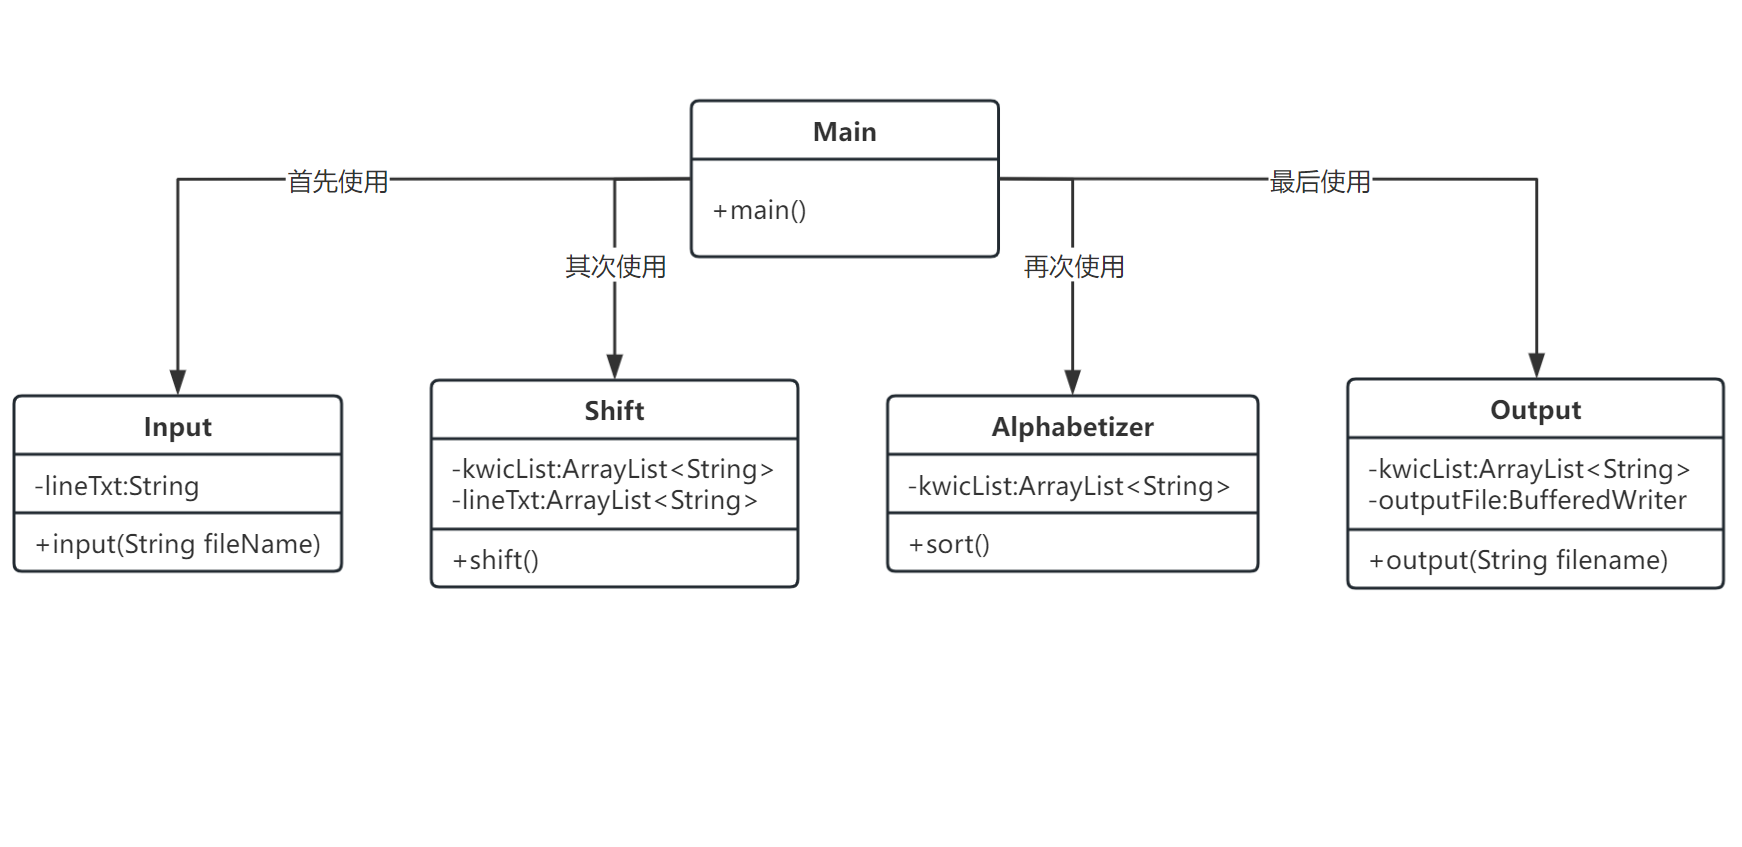 Main
+main()
首先使用
最后使用
其次使用
再次使用
Input
-lineTxt:String
+input(String fileName)
Shift
-kwicList:ArrayList<String>
-lineTxt:ArrayList<String>
+shift()
Alphabetizer
-kwicList:ArrayList<String>
+sort()
Output
-kwicList:ArrayList<String>
-outputFile:BufferedWriter
+output(String filename)